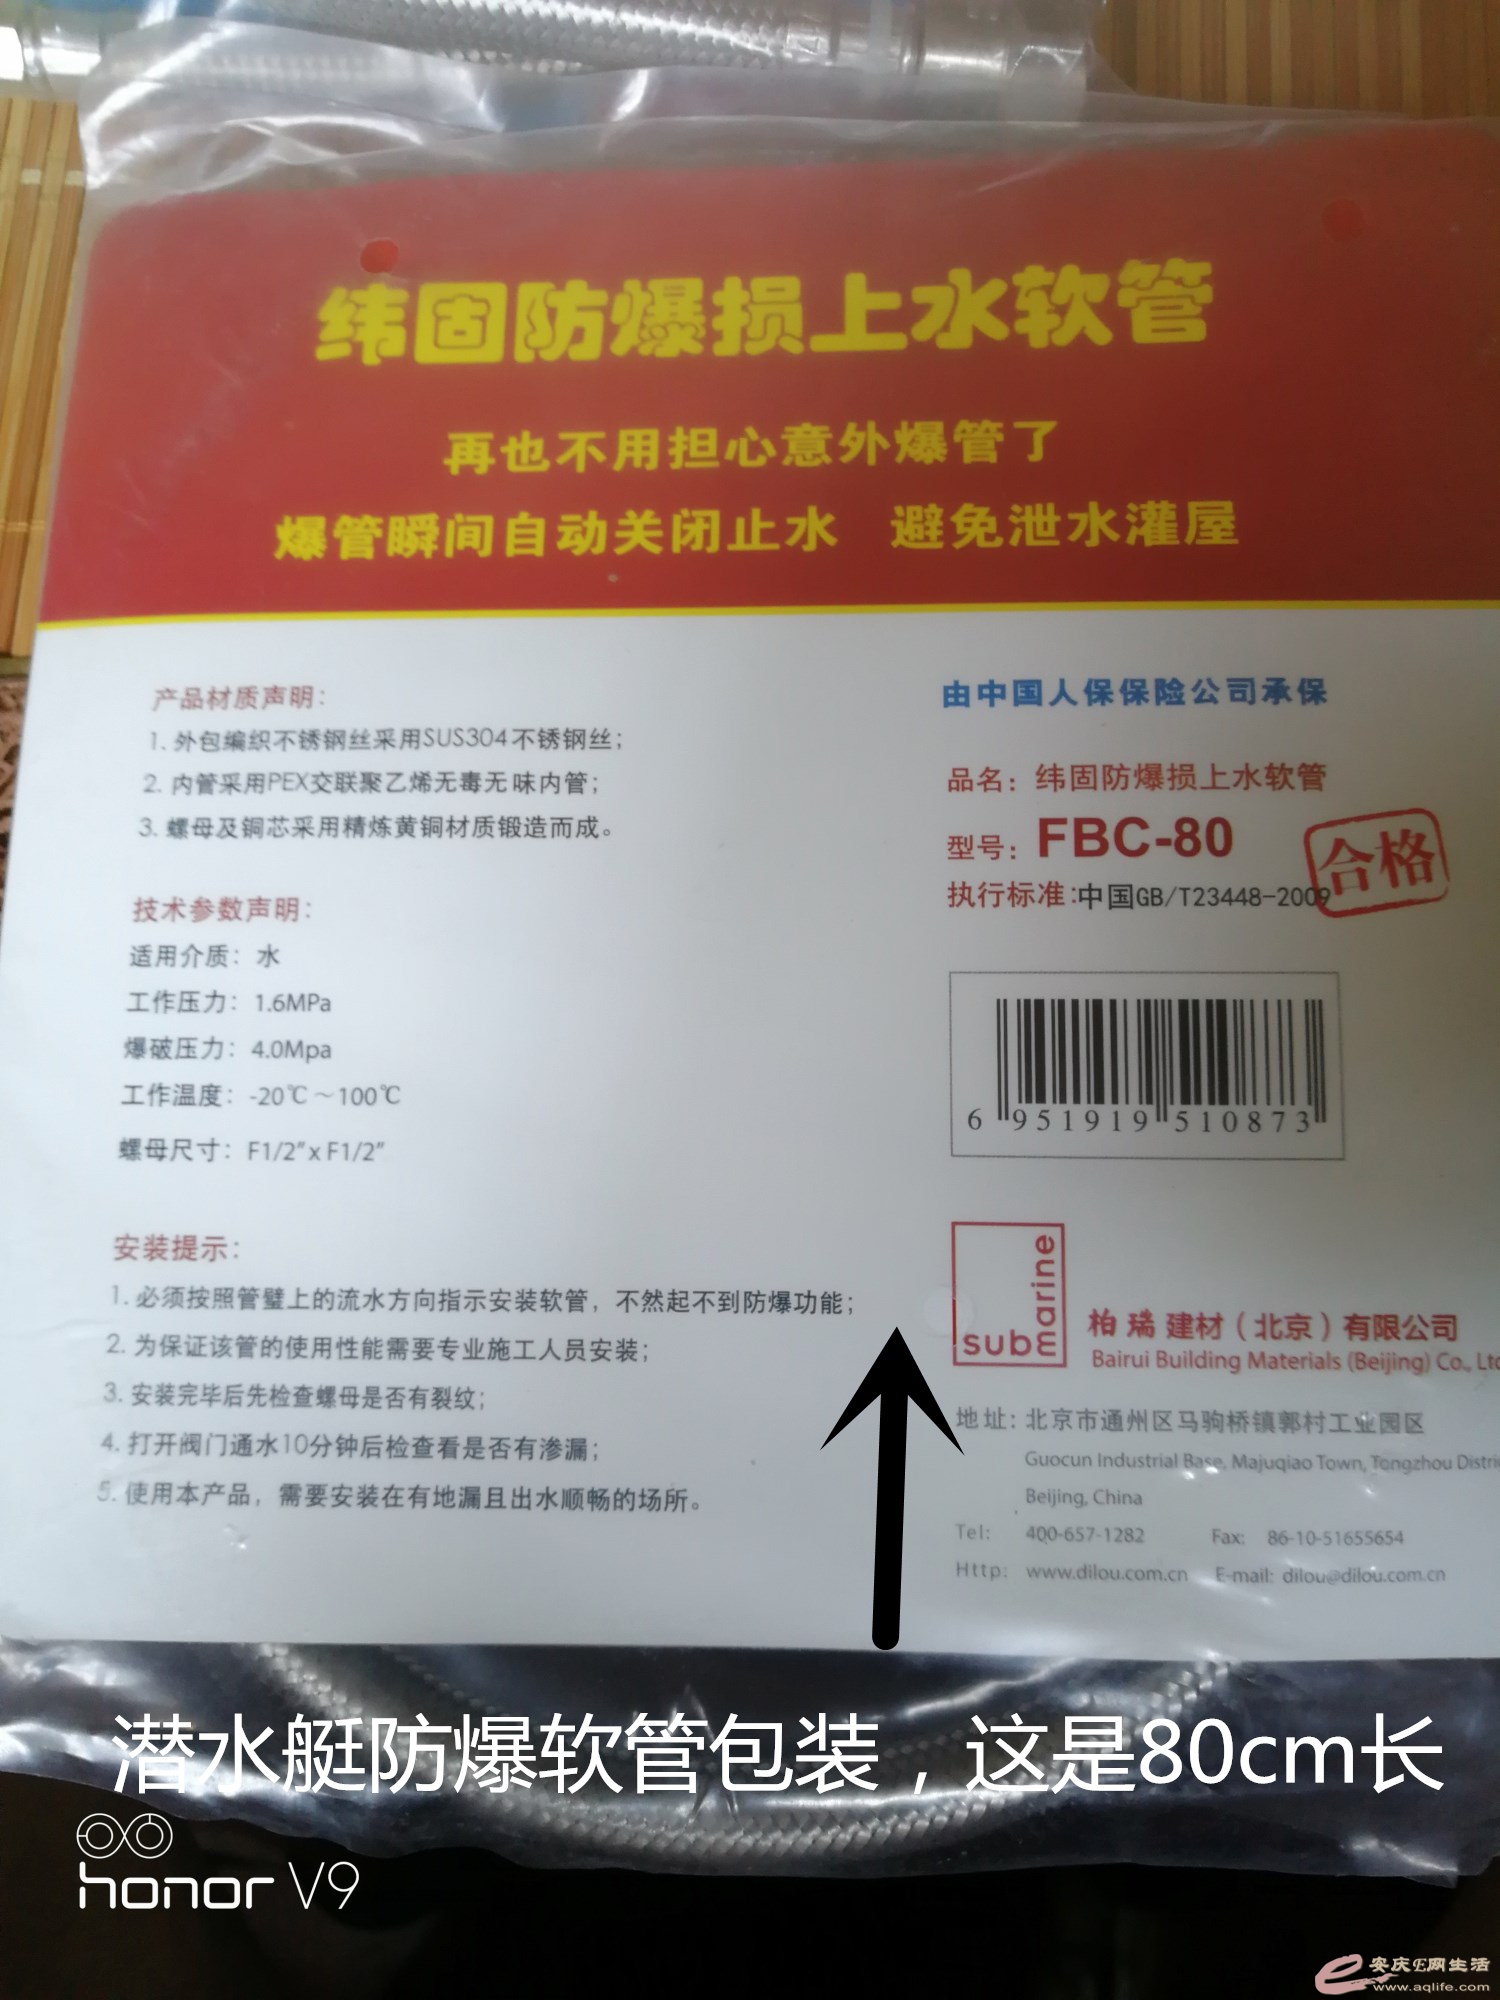 纬固防爆损上水软管
再也不用担心意外爆管了
爆管瞬间自动关闭止水 避免泄水灌屋
产品材质声明：
1. 外包编织不锈钢丝采用SUS304不锈钢丝；
2. 内管采用PEX交联聚乙烯无毒无味内管；
3. 螺母及铜芯采用精炼黄铜材质锻造而成。
技术参数声明：
适用介质：水
工作压力：1.6MPa
爆破压力：4.0Mpa
工作温度：-20℃～100℃
螺母尺寸：F1/2"x F1/2"
安装提示：
1. 必须按照管璧上的流水方向指示安装软管，不然起不到防爆功能；
2. 为保证该管的使用性能需要专业施工人员安装；
3. 安装完毕后先检查螺母是否有裂纹；
4. 打开阀门通水10分钟后检查看是否有渗漏；
5. 使用本产品，需要安装在有地漏且出水顺畅的场所。
由中国人保保险公司承保
品名：纬固防爆损上水软管
型号：FBC-80
执行标准：中国GB/T23448-2009
合格
6 951919 510873
submarine
柏瑞建材（北京）有限公司
Bairui Building Materials (Beijing) Co., Ltd
地址：北京市通州区马驹桥镇郭村工业园区
Guocun Industrial Base, Majuqiao Town, Tongzhou Distric
Beijing, China
Tel: 400-657-1282 Fax: 86-10-51655654
Http: www.dilou.com.cn E-mail: dilou@dilou.com.cn
潜水艇防爆软管包装，这是80cm长
honor V9
安庆E网生活
www.aqlife.com